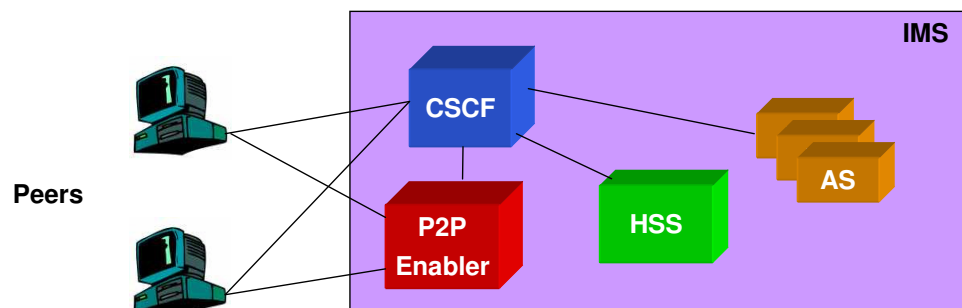 IMS
CSCF
AS
Peers
P2P
Enabler
HSS